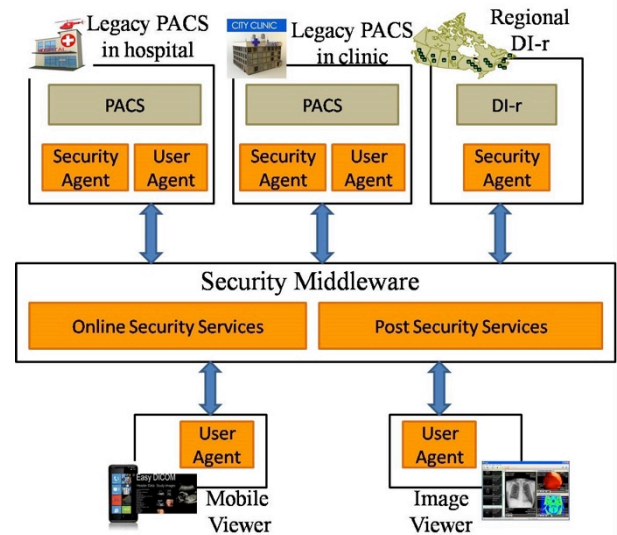 Legacy PACS
in hospital
CITY CLINIC
Legacy PACS
in clinic
Regional
DI-r
PACS
PACS
DI-r
Security
Agent
User
Agent
Security
Agent
User
Agent
Security
Agent
Security Middleware
Online Security Services
Post Security Services
User
Agent
User
Agent
Easy DICOM
Mobile
Viewer
Image
Viewer